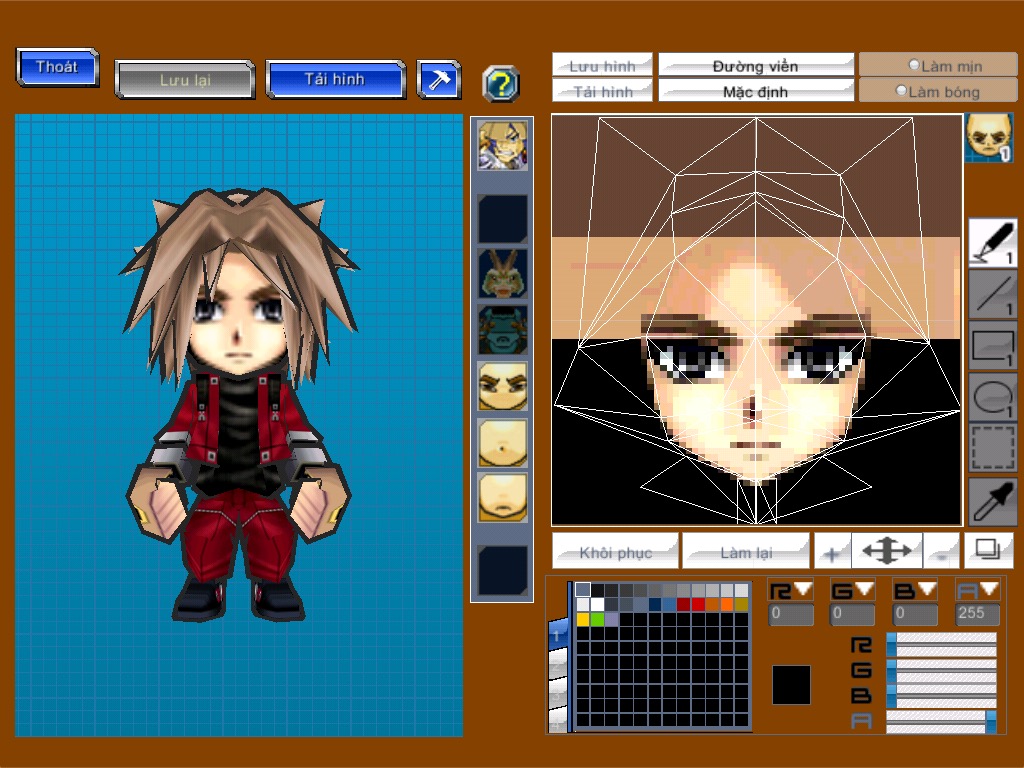 Thoát
Lưu lại
Tải hình
?
Lưu hình
Đường viền
Làm mịn
Tải hình
Mặc định
Làm bóng
0
1
1
1
1
Khôi phục
Làm lại
+
-
R
G
B
A
0
0
0
255
1
R
G
B
A